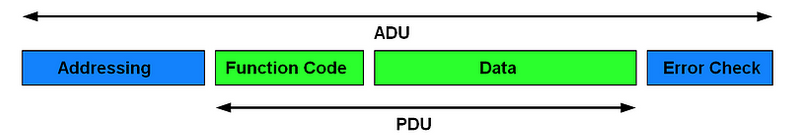 ADU
Addressing Function Code Data Error Check
PDU